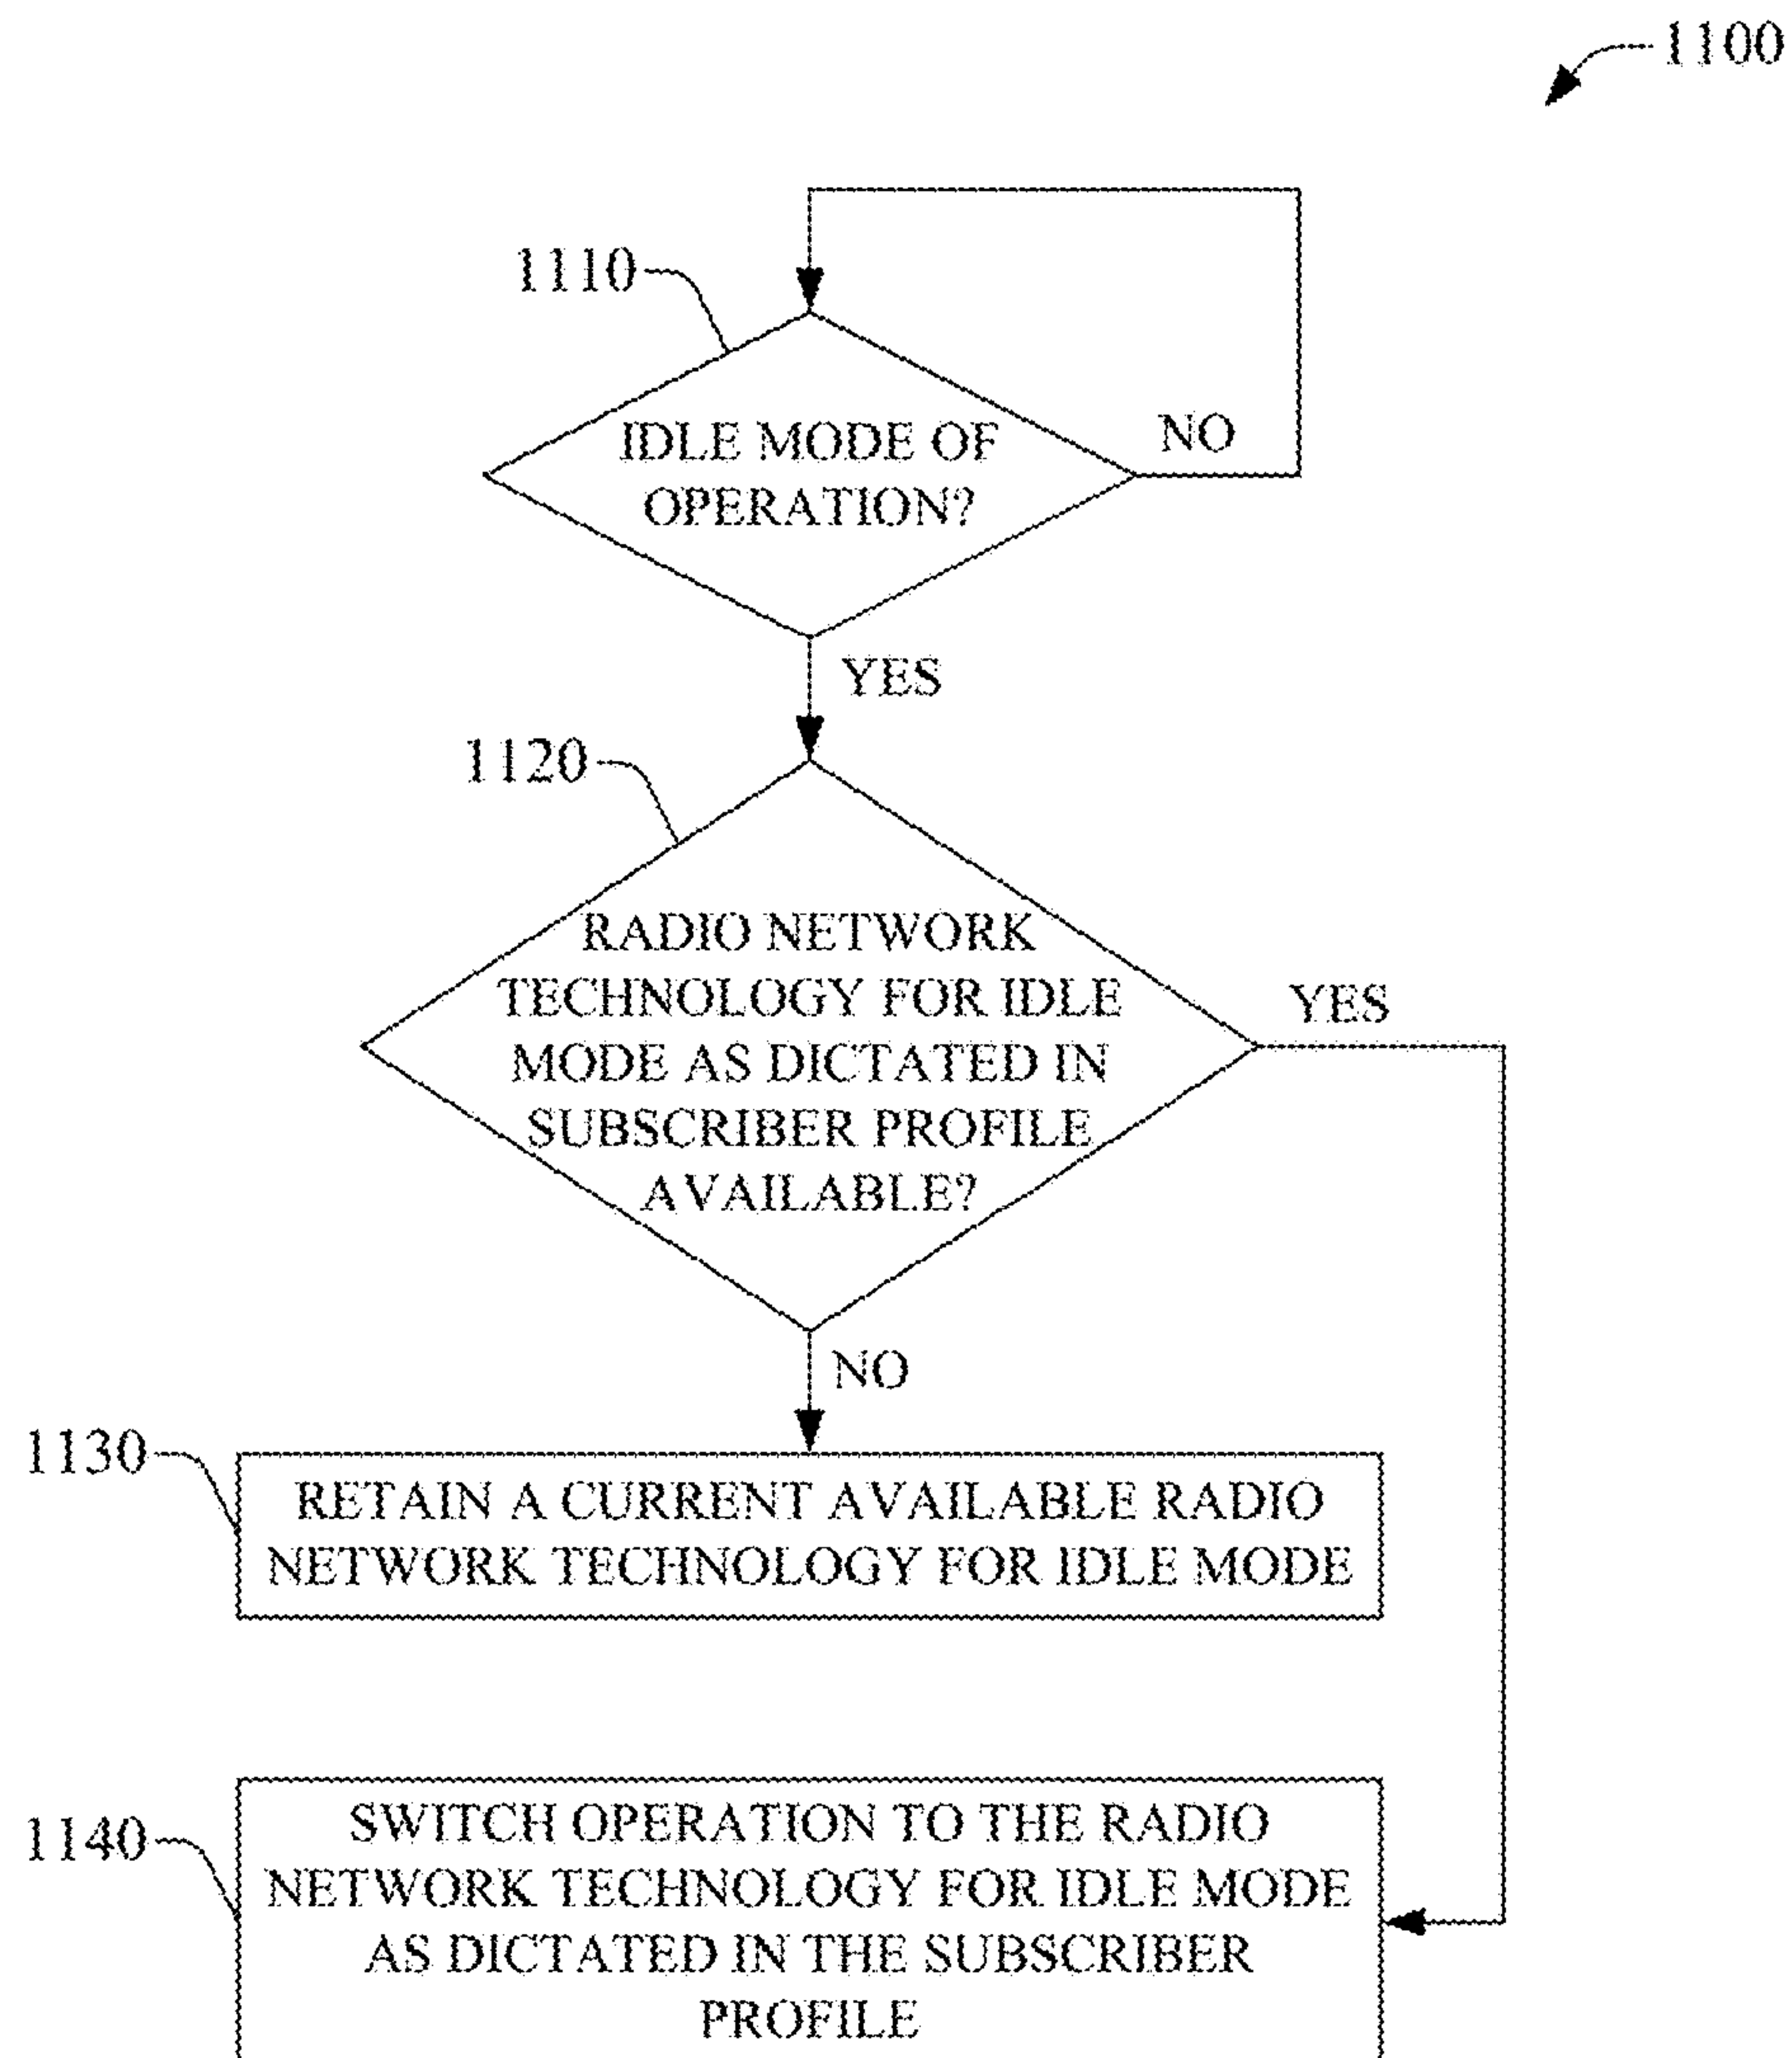 1100
1110
IDLE MODE OF
OPERATION?
NO
YES
1120
RADIO NETWORK
TECHNOLOGY FOR IDLE
MODE AS DICTATED IN
SUBSCRIBER PROFILE
AVAILABLE?
YES
NO
1130
RETAIN A CURRENT AVAILABLE RADIO
NETWORK TECHNOLOGY FOR IDLE MODE
1140
SWITCH OPERATION TO THE RADIO
NETWORK TECHNOLOGY FOR IDLE MODE
AS DICTATED IN THE SUBSCRIBER
PROFILE